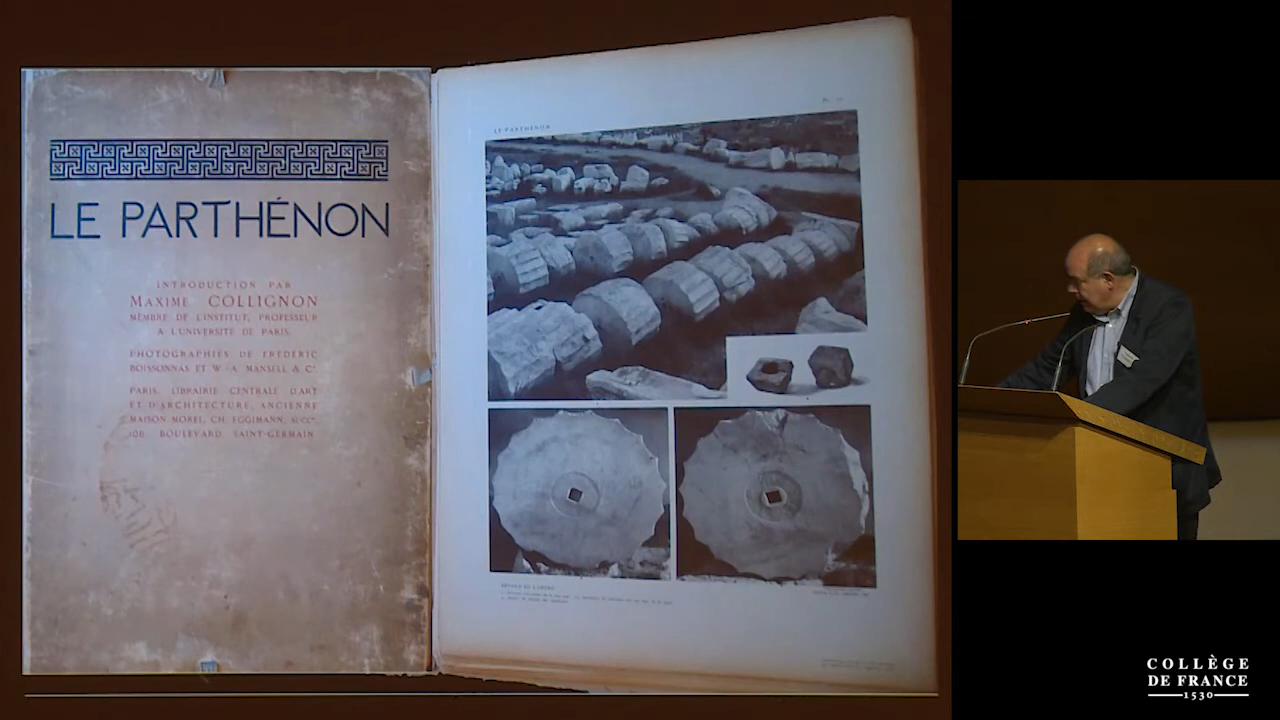 LE PARTHÉNON
INTRODUCTION PAR
MAXIME COLLIGNON
MEMBRE DE L'INSTITUT, PROFESSEUR
A L'UNIVERSITÉ DE PARIS.
PHOTOGRAPHIES DE FRÉDÉRIC
BOISSONNAS ET W.-A. MANSELL & Cº.
PARIS, LIBRAIRIE CENTRALE D'ART
ET D'ARCHITECTURE, ANCIENNE
MAISON MOREL, CH. EGGIMANN, SUCCR
106, BOULEVARD SAINT-GERMAIN
LE PARTHÉNON
COLLÈGE
DE FRANCE
1530